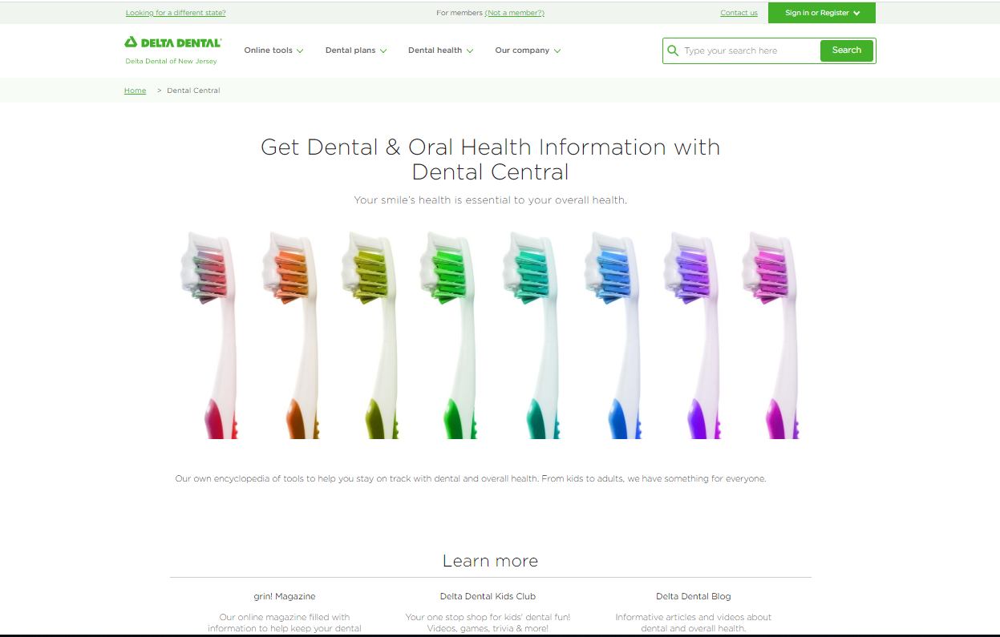 Looking for a different state?
For members (Not a member?)
Contact us
Sign in or Register
DELTA DENTAL
Delta Dental of New Jersey
Online tools
Dental plans
Dental health
Our company
Type your search here
Search
Home > Dental Central
Get Dental & Oral Health Information with
Dental Central
Your smile's health is essential to your overall health.
Our own encyclopedia of tools to help you stay on track with dental and overall health. From kids to adults, we have something for everyone.
Learn more
grin! Magazine
Our online magazine filled with
information to help keep your dental
Delta Dental Kids Club
Your one stop shop for kids' dental fun!
Videos, games, trivia & more!
Delta Dental Blog
Informative articles and videos about
dental and overall health.